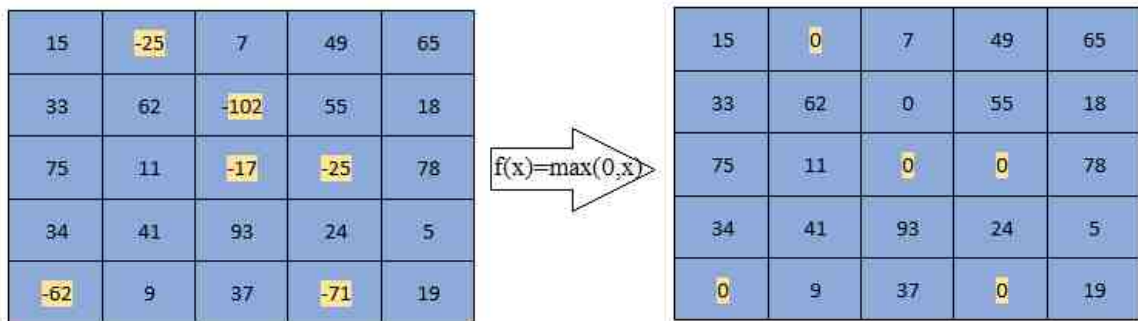 15 -25 7 49 65
33 62 -102 55 18
75 11 -17 -25 78
34 41 93 24 5
-62 9 37 -71 19
f(x)=max(0,x)
15 0 7 49 65
33 62 0 55 18
75 11 0 0 78
34 41 93 24 5
0 9 37 0 19